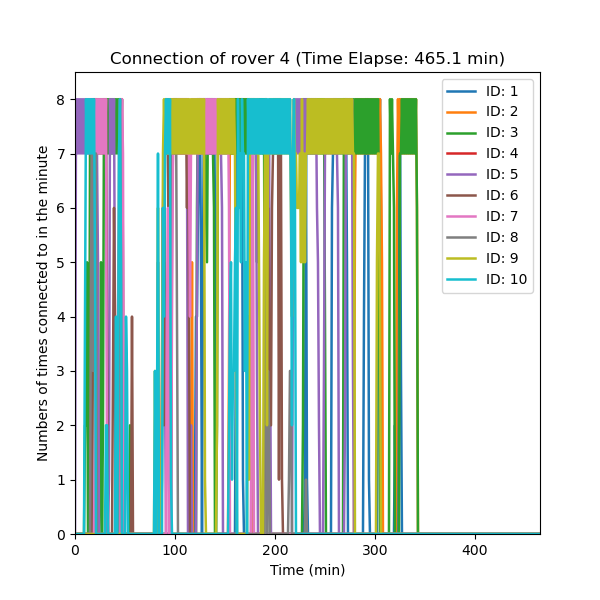 Connection of rover 4 (Time Elapse: 465.1 min)
Numbers of times connected to in the minute
8
7
6
5
4
3
2
1
0
0 100 200 300 400
Time (min)
ID: 1
ID: 2
ID: 3
ID: 4
ID: 5
ID: 6
ID: 7
ID: 8
ID: 9
ID: 10